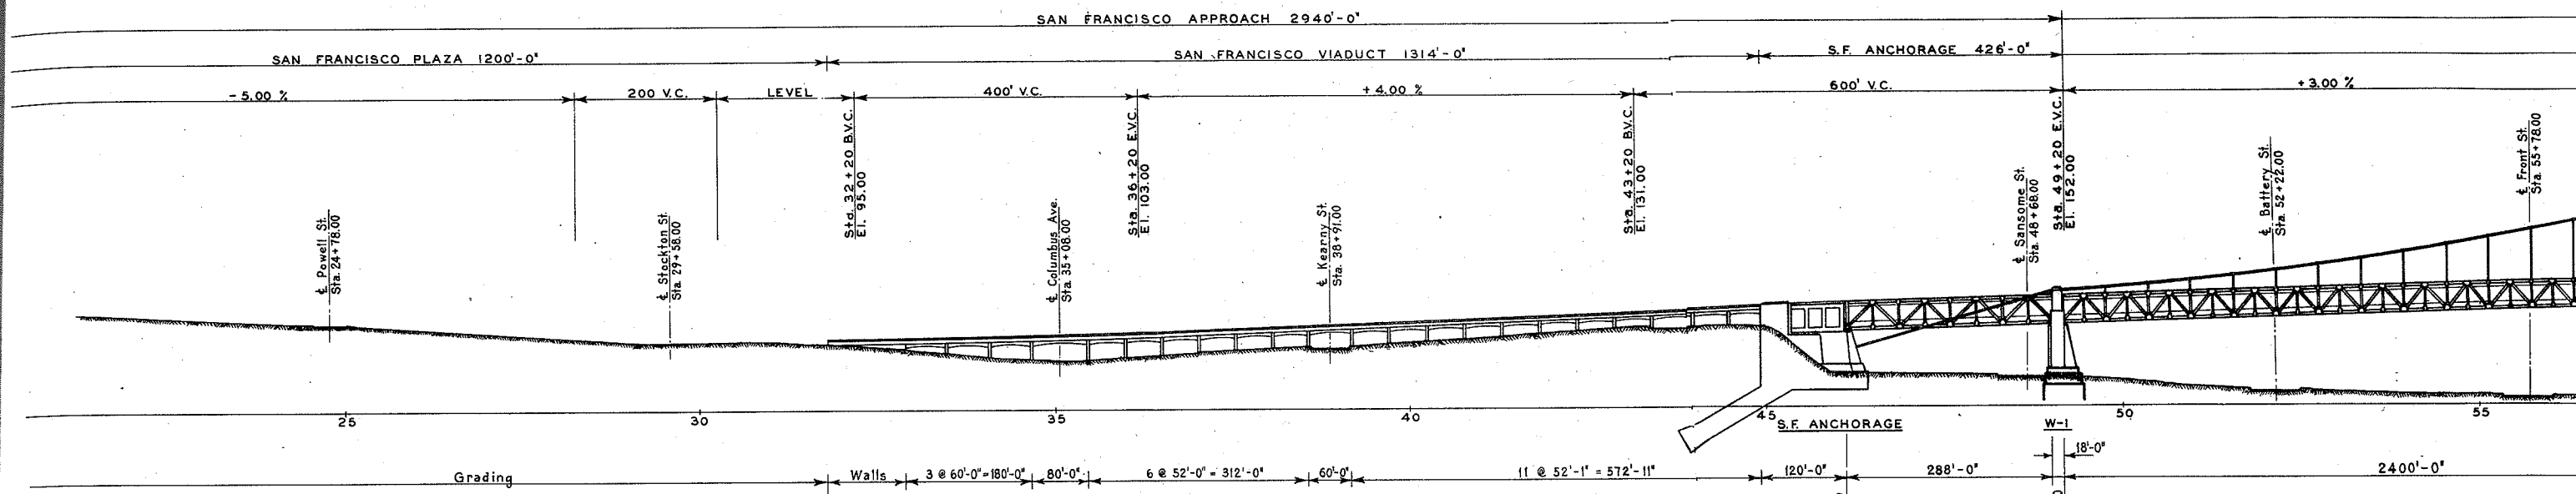 SAN FRANCISCO APPROACH 2940'-0"
SAN FRANCISCO PLAZA 1200'-0"
SAN FRANCISCO VIADUCT 1314'-0"
S.F. ANCHORAGE 426'-0"
- 5.00 %
200 V.C.
LEVEL
400' V.C.
+ 4.00 %
600' V.C.
+ 3.00 %
℄ Powell St.
Sta. 24+78.00
℄ Stockton St.
Sta. 29+58.00
Sta. 32+20 B.V.C.
El. 95.00
℄ Columbus Ave.
Sta. 35+08.00
Sta. 36+20 E.V.C.
El. 103.00
℄ Kearny St.
Sta. 38+91.00
Sta. 43+20 B.V.C.
El. 131.00
℄ Sansome St.
Sta. 48+68.00
Sta. 49+20 E.V.C.
El. 152.00
℄ Battery St.
Sta. 52+22.00
℄ Front St.
Sta. 55+78.00
25 30 35 40 45 50 55
S.F. ANCHORAGE
W-1
18'-0"
Grading
Walls
3 @ 60'-0"=180'-0"
80'-0"
6 @ 52'-0" = 312'-0"
60'-0"
11 @ 52'-1" = 572'-11"
120'-0"
288'-0"
2400'-0"